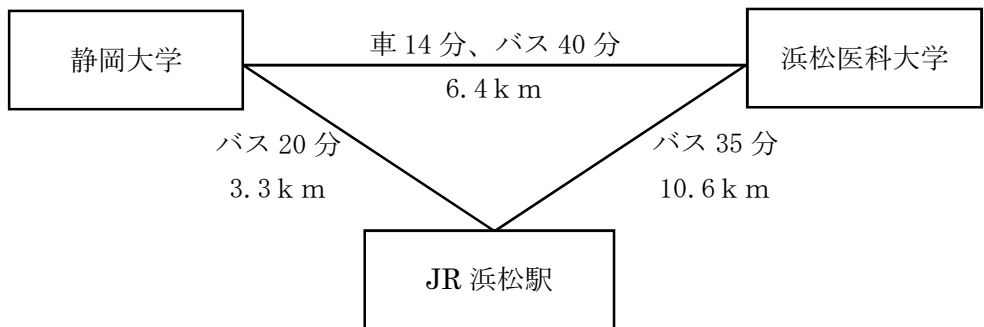 静岡大学
車 14 分、バス 40 分
浜松医科大学
6.4ｋｍ
バス 20 分
バス 35 分
3.3ｋｍ
10.6ｋｍ
JR 浜松駅